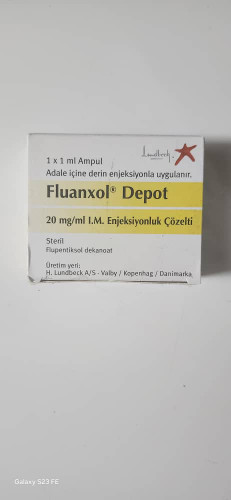 Lundbeck
1 x 1 ml Ampul
Adale içine derin enjeksiyonla uygulanır.
Fluanxol® Depot
20 mg/ml I.M. Enjeksiyonluk Çözelti
Steril
Flupentiksol dekanoat
Üretim yeri:
H. Lundbeck A/S - Valby / Kopenhag / Danimarka
Galaxy S23 FE